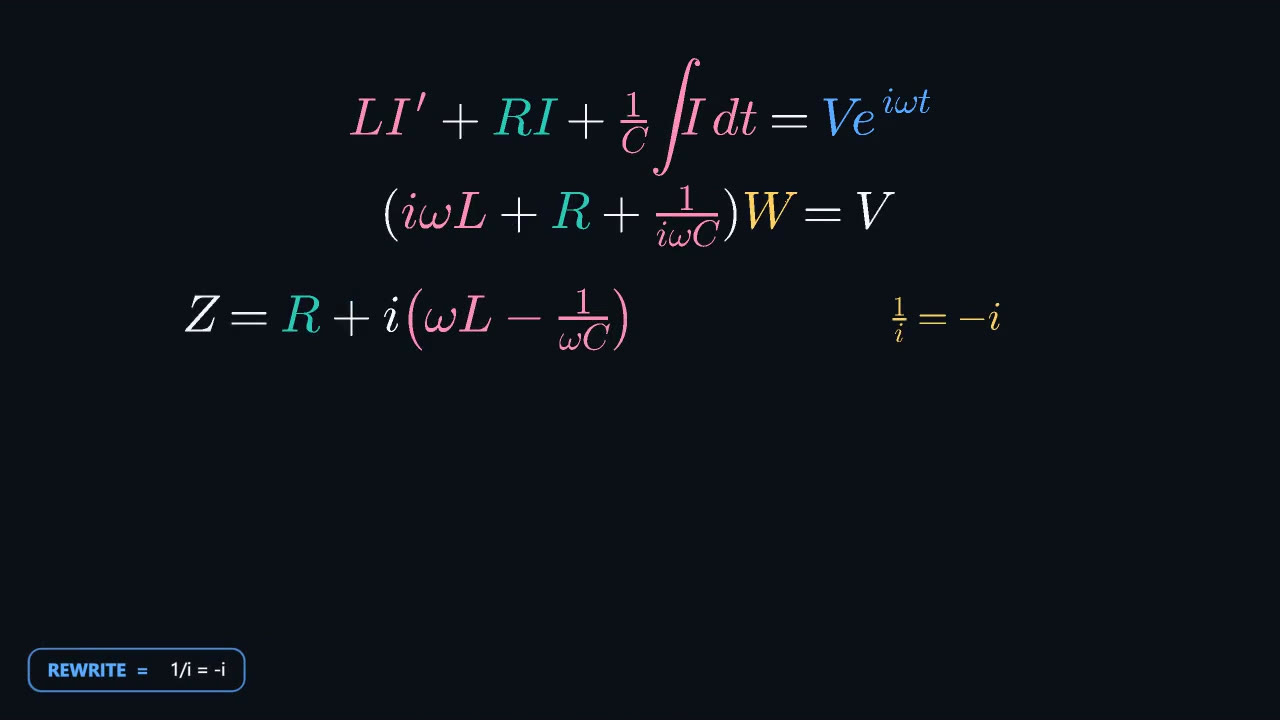 LI′ + RI + 1/C ∫ I dt = Ve^{iωt}
(iωL + R + 1/(iωC))W = V
Z = R + i(ωL − 1/(ωC))
1/i = −i
REWRITE = 1/i = -i